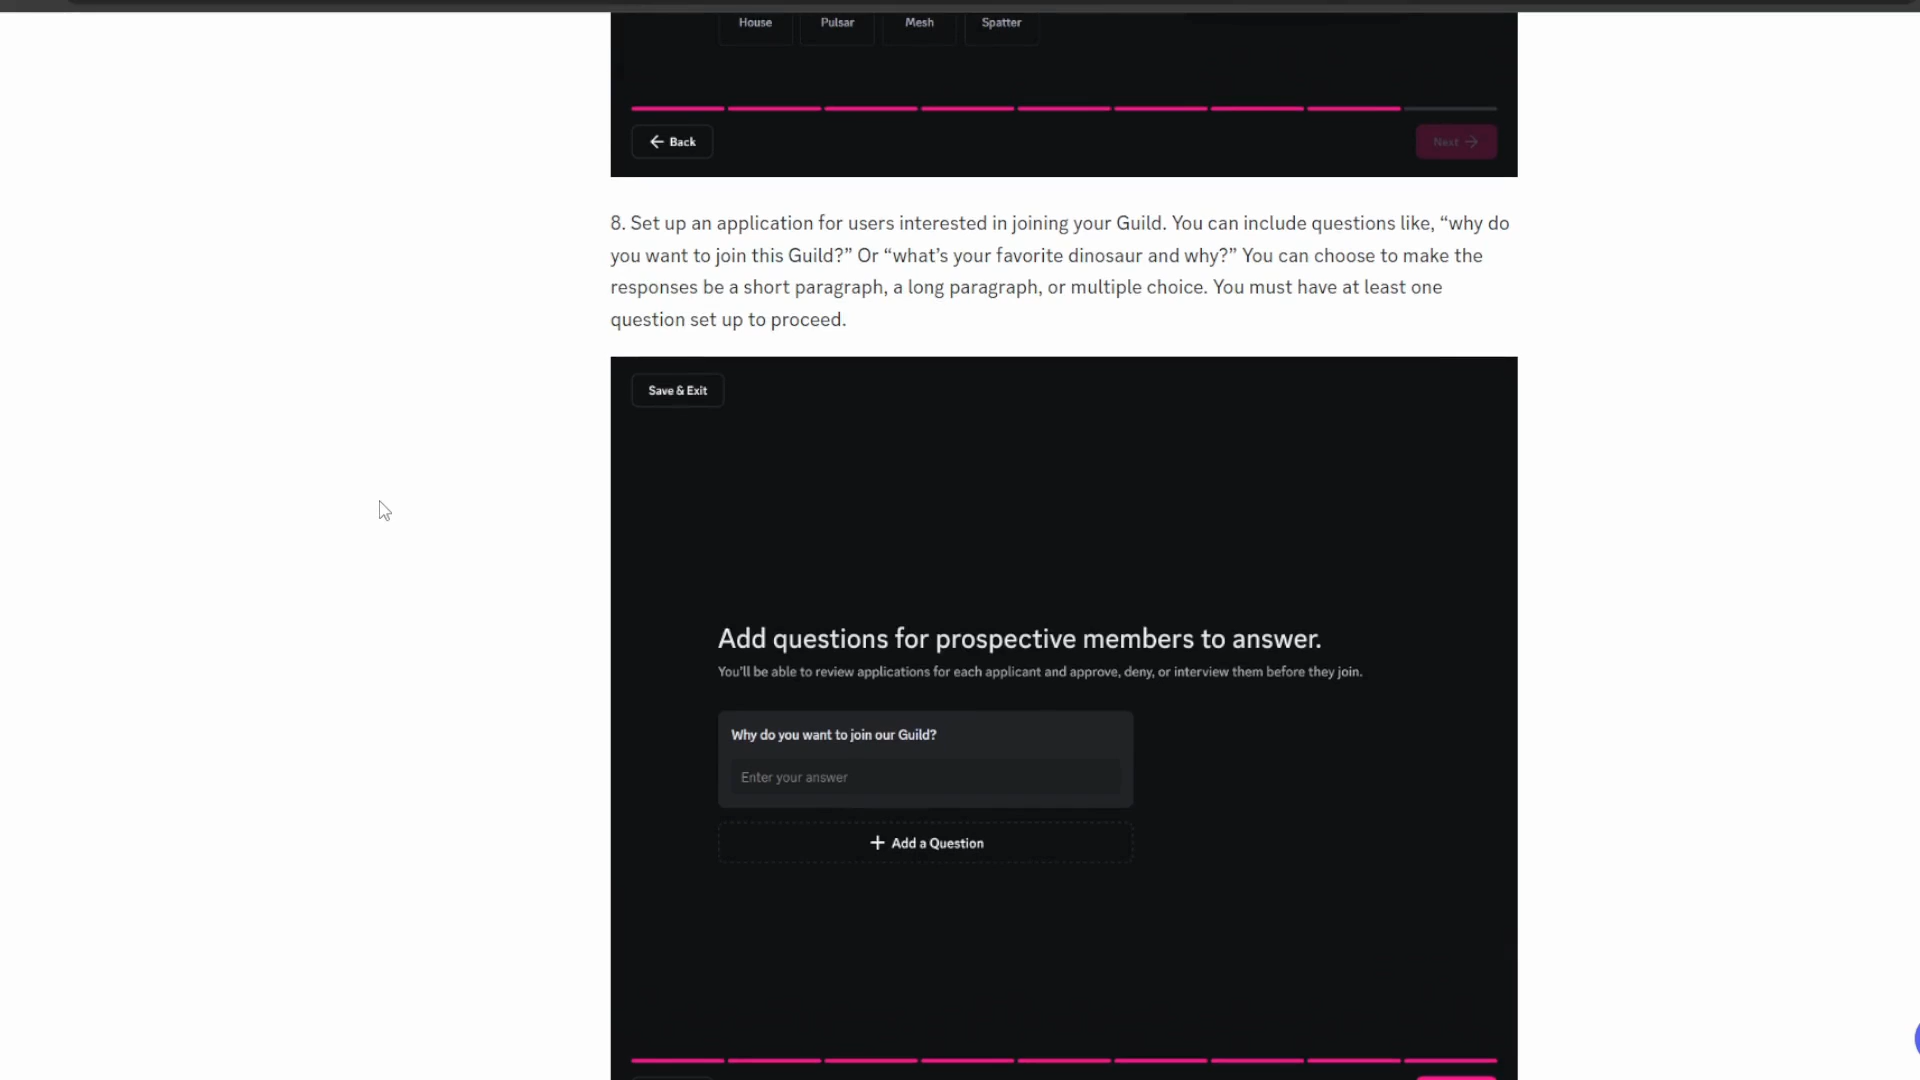 House Pulsar Mesh Spatter
Back Next
8. Set up an application for users interested in joining your Guild. You can include questions like, “why do
you want to join this Guild?” Or “what’s your favorite dinosaur and why?” You can choose to make the
responses be a short paragraph, a long paragraph, or multiple choice. You must have at least one
question set up to proceed.
Save & Exit
Add questions for prospective members to answer.
You'll be able to review applications for each applicant and approve, deny, or interview them before they join.
Why do you want to join our Guild?
Enter your answer
Add a Question